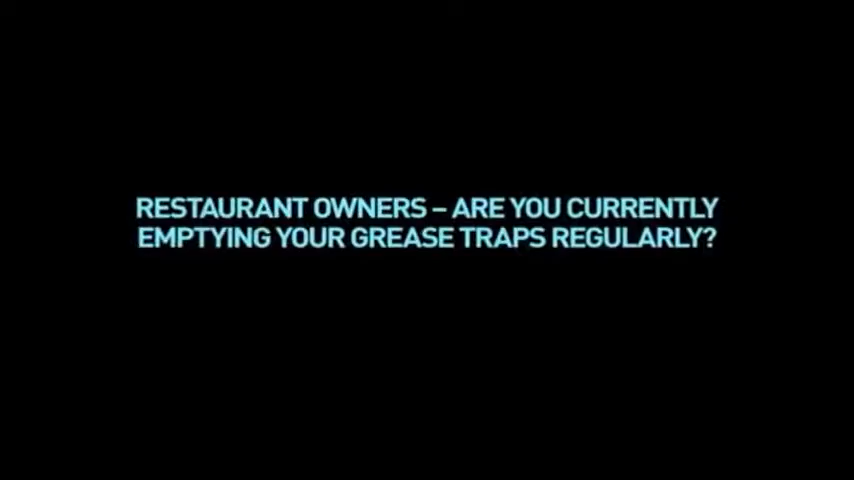 RESTAURANT OWNERS – ARE YOU CURRENTLY
EMPTYING YOUR GREASE TRAPS REGULARLY?